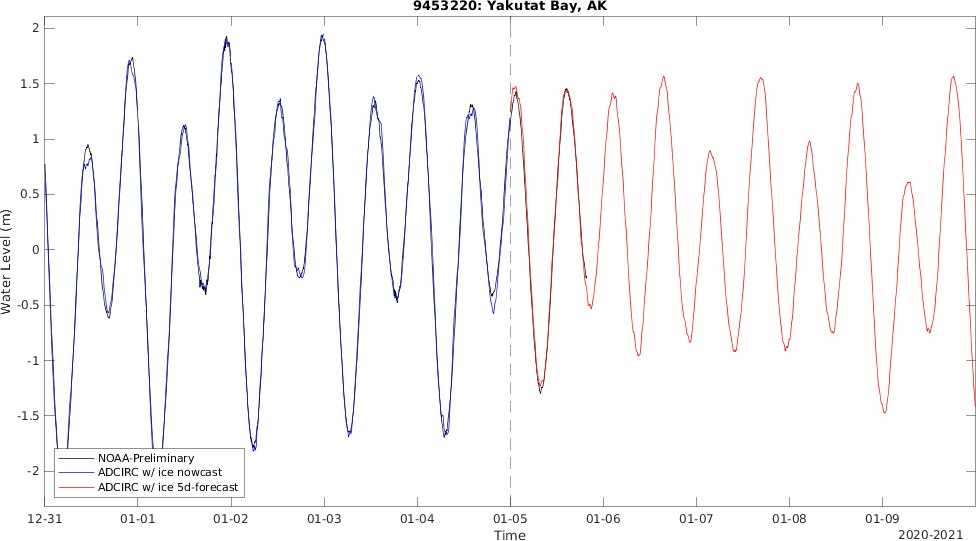 9453220: Yakutat Bay, AK
2
1.5
1
0.5
0
-0.5
-1
-1.5
-2
Water Level (m)
NOAA-Preliminary
ADCIRC w/ ice nowcast
ADCIRC w/ ice 5d-forecast
12-31 01-01 01-02 01-03 01-04 01-05 01-06 01-07 01-08 01-09
Time
2020-2021